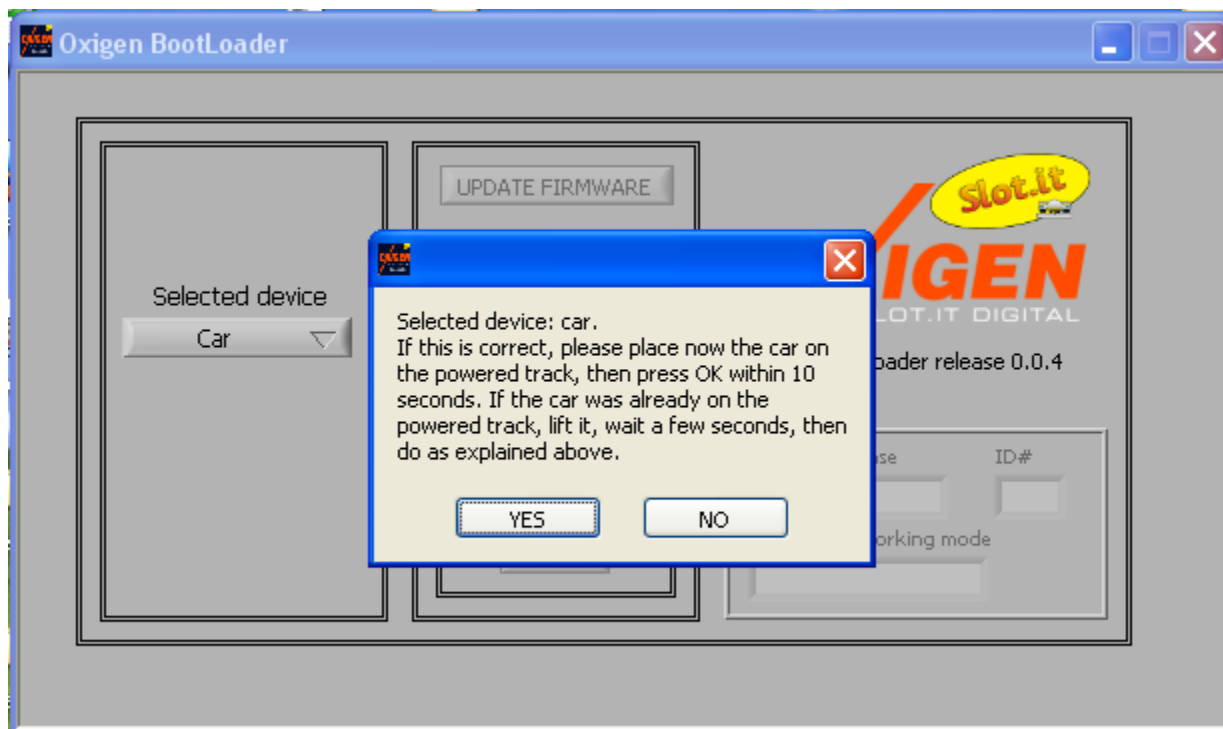 Oxigen BootLoader
UPDATE FIRMWARE
Slot.it
IGEN
LOT.IT DIGITAL
Selected device
Car
release 0.0.4
Selected device: car.
If this is correct, please place now the car on
the powered track, then press OK within 10
seconds. If the car was already on the
powered track, lift it, wait a few seconds, then
do as explained above.
YES
NO
ID#
orking mode